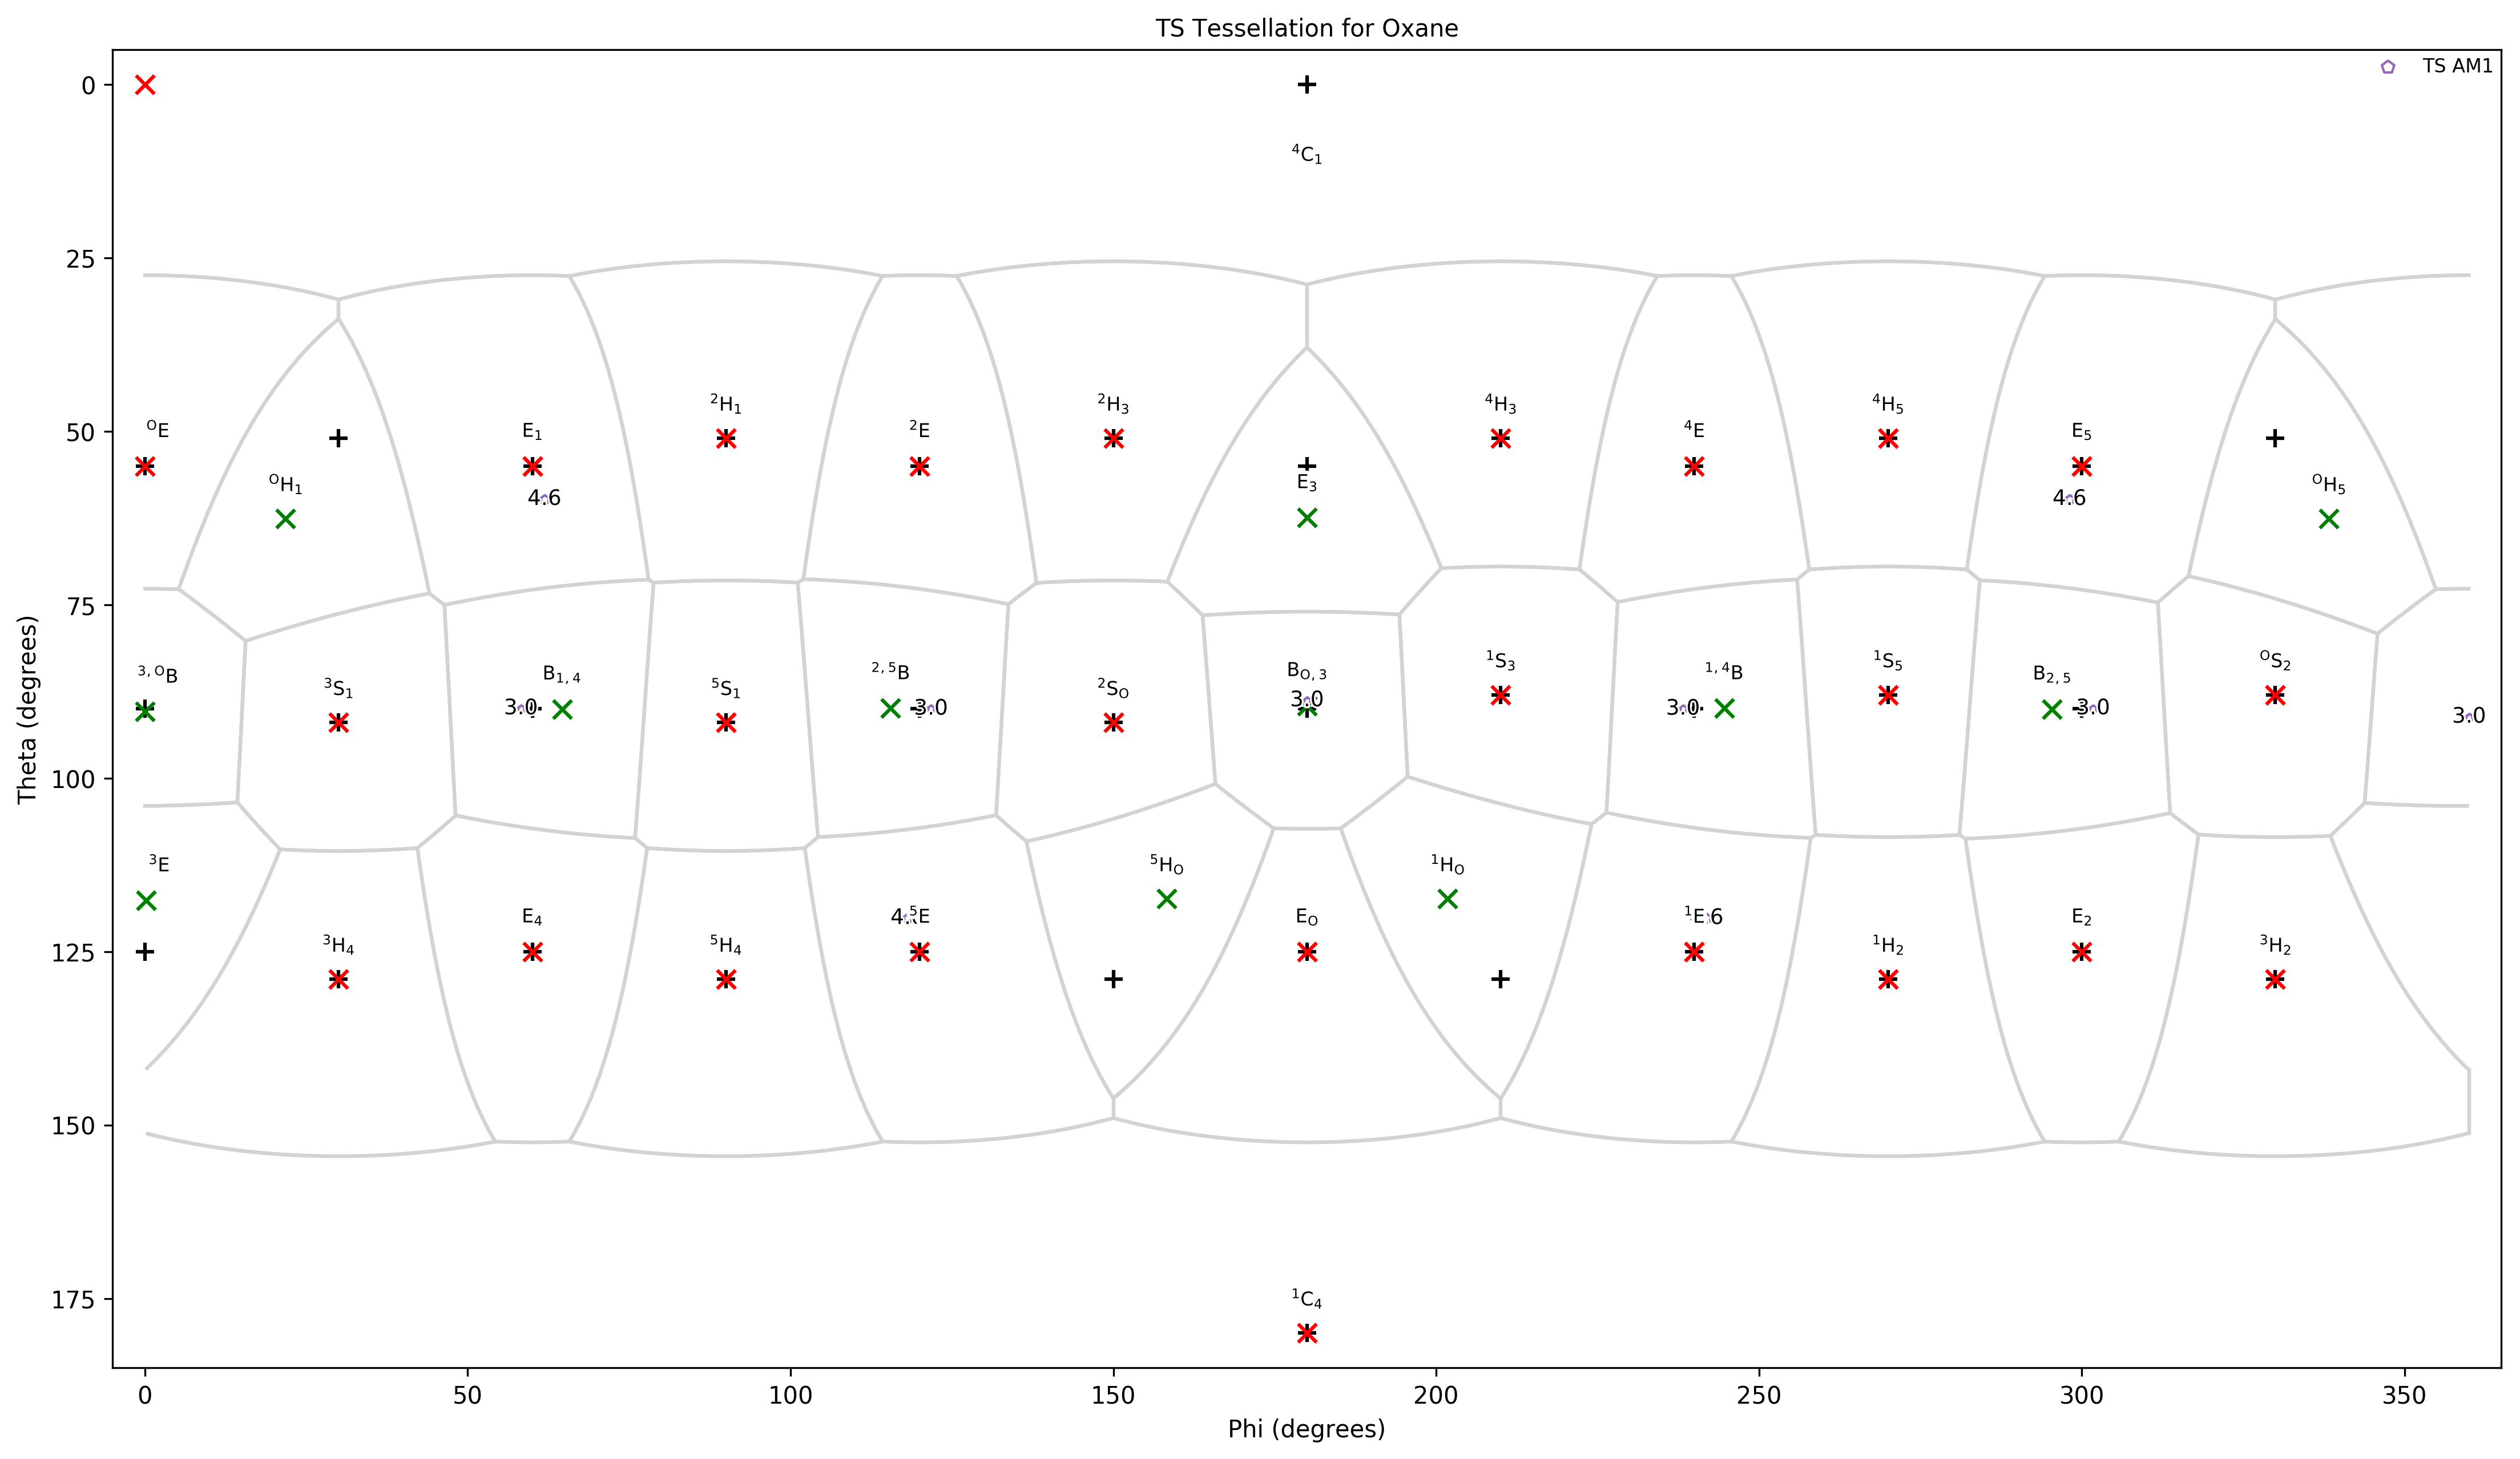 TS Tessellation for Oxane
TS AM1
0
25
50
75
100
125
150
175
Theta (degrees)
⁴C₁
²H₁
²H₃
⁴H₃
⁴H₅
ᴼE
E₁
²E
⁴E
E₅
ᴼH₁
E₃
ᴼH₅
4.6
4.6
³,ᴼB
³S₁
B₁,₄
⁵S₁
²,⁵B
²Sₒ
Bₒ,₃
¹S₃
¹,⁴B
¹S₅
B₂,₅
ᴼS₂
3.0
3.0
3.0
3.0
3.0
3.0
³E
⁵Hₒ
¹Hₒ
E₄
⁵E
Eₒ
¹E
E₂
³H₄
⁵H₄
¹H₂
³H₂
¹C₄
0
50
100
150
200
250
300
350
Phi (degrees)